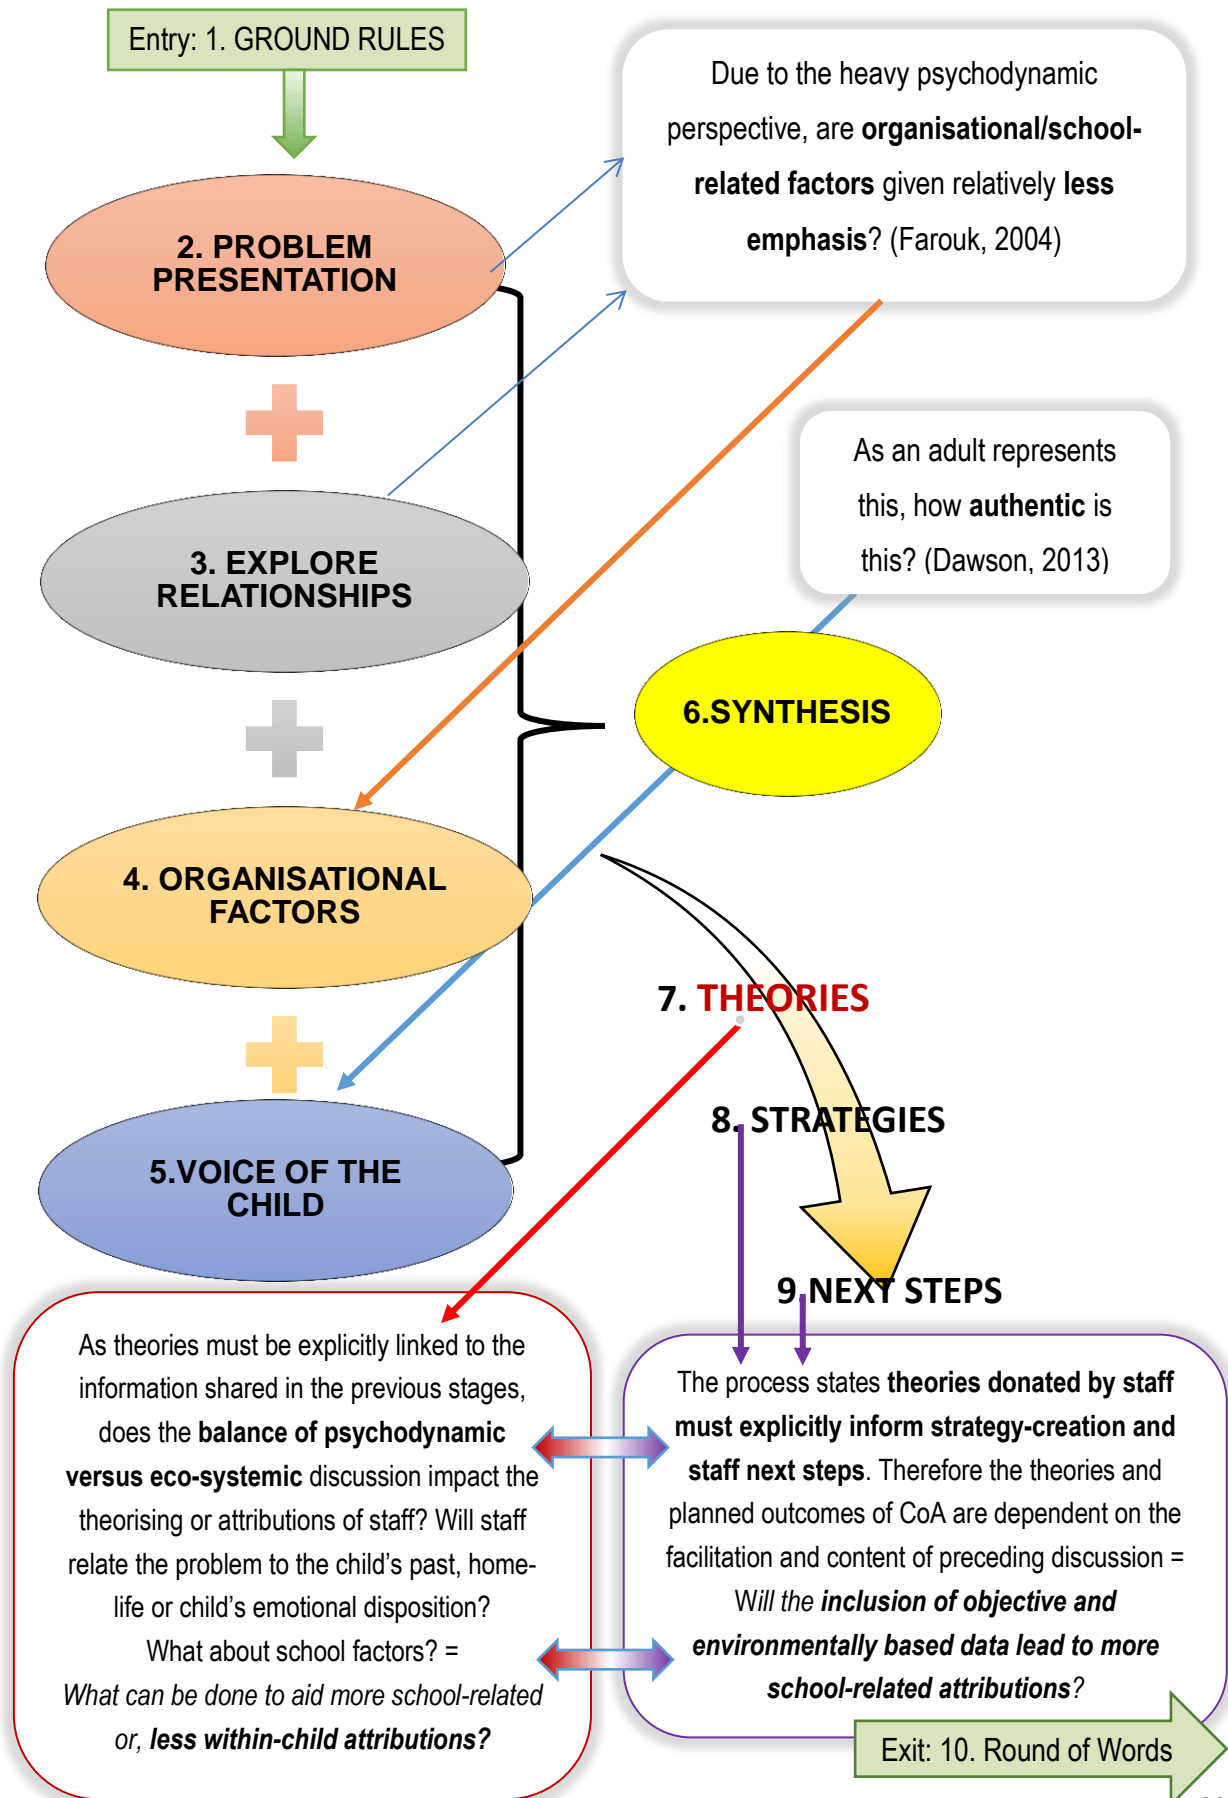 Entry: 1. GROUND RULES
Due to the heavy psychodynamic
perspective, are organisational/school-
related factors given relatively less
emphasis? (Farouk, 2004)
2. PROBLEM
PRESENTATION
As an adult represents
this, how authentic is
this? (Dawson, 2013)
3. EXPLORE
RELATIONSHIPS
6.SYNTHESIS
4. ORGANISATIONAL
FACTORS
7. THEORIES
8. STRATEGIES
5.VOICE OF THE
CHILD
9.NEXT STEPS
As theories must be explicitly linked to the
information shared in the previous stages,
does the balance of psychodynamic
versus eco-systemic discussion impact the
theorising or attributions of staff? Will staff
relate the problem to the child's past, home-
life or child's emotional disposition?
What about school factors? =
What can be done to aid more school-related
or, less within-child attributions?
The process states theories donated by staff
must explicitly inform strategy-creation and
staff next steps. Therefore the theories and
planned outcomes of CoA are dependent on the
facilitation and content of preceding discussion =
Will the inclusion of objective and
environmentally based data lead to more
school-related attributions?
Exit: 10. Round of Words